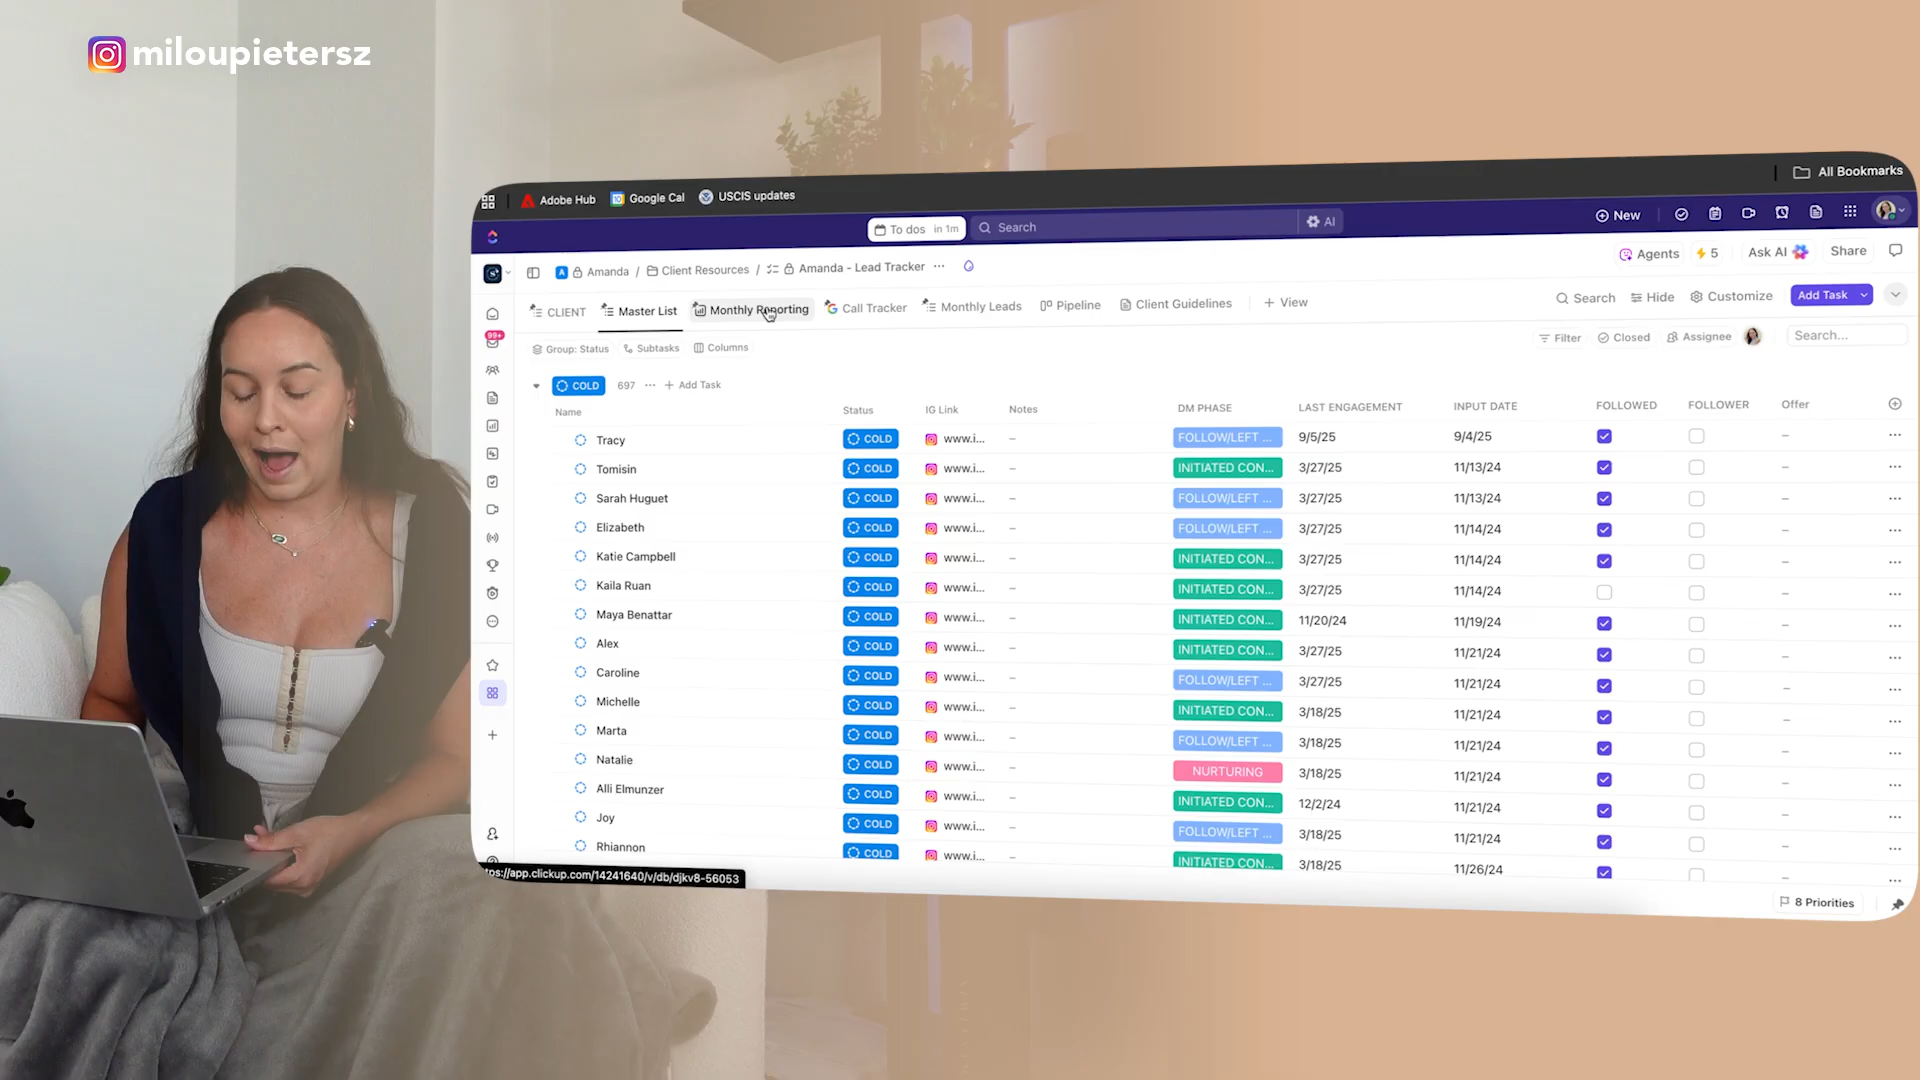 miloupietersz
Adobe Hub Google Cal USCIS updates All Bookmarks
To dos in 1m Search AI New
Amanda / Client Resources / Amanda - Lead Tracker Agents 5 Ask AI Share
CLIENT Master List Monthly Reporting Call Tracker Monthly Leads Pipeline Client Guidelines + View Search Hide Customize Add Task
99+
Group: Status Subtasks Columns Filter Closed Assignee Search...
COLD 697 ... + Add Task
Name Status IG Link Notes DM PHASE LAST ENGAGEMENT INPUT DATE FOLLOWED FOLLOWER Offer
Tracy COLD www.i... – FOLLOW/LEFT ... 9/5/25 9/4/25 –
Tomisin COLD www.i... – INITIATED CON... 3/27/25 11/13/24 –
Sarah Huguet COLD www.i... – FOLLOW/LEFT ... 3/27/25 11/13/24 –
Elizabeth COLD www.i... – FOLLOW/LEFT ... 3/27/25 11/14/24 –
Katie Campbell COLD www.i... – INITIATED CON... 3/27/25 11/14/24 –
Kaila Ruan COLD www.i... – INITIATED CON... 3/27/25 11/14/24 –
Maya Benattar COLD www.i... – INITIATED CON... 11/20/24 11/19/24 –
Alex COLD www.i... – INITIATED CON... 3/27/25 11/21/24 –
Caroline COLD www.i... – FOLLOW/LEFT ... 3/27/25 11/21/24 –
Michelle COLD www.i... – INITIATED CON... 3/18/25 11/21/24 –
Marta COLD www.i... – FOLLOW/LEFT ... 3/18/25 11/21/24 –
Natalie COLD www.i... – NURTURING 3/18/25 11/21/24 –
Alli Elmunzer COLD www.i... – INITIATED CON... 12/2/24 11/21/24 –
Joy COLD www.i... – FOLLOW/LEFT ... 3/18/25 11/21/24 –
Rhiannon COLD www.i... – INITIATED CON... 3/18/25 11/26/24 –
tps://app.clickup.com/14241640/v/db/djkv8-56053
8 Priorities